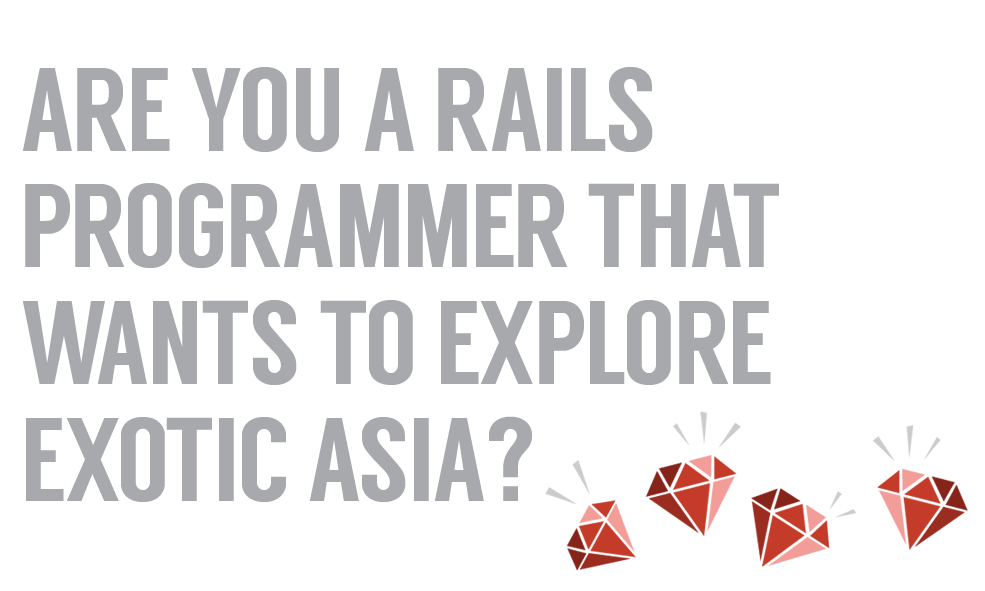 ARE YOU A RAILS
PROGRAMMER THAT
WANTS TO EXPLORE
EXOTIC ASIA?